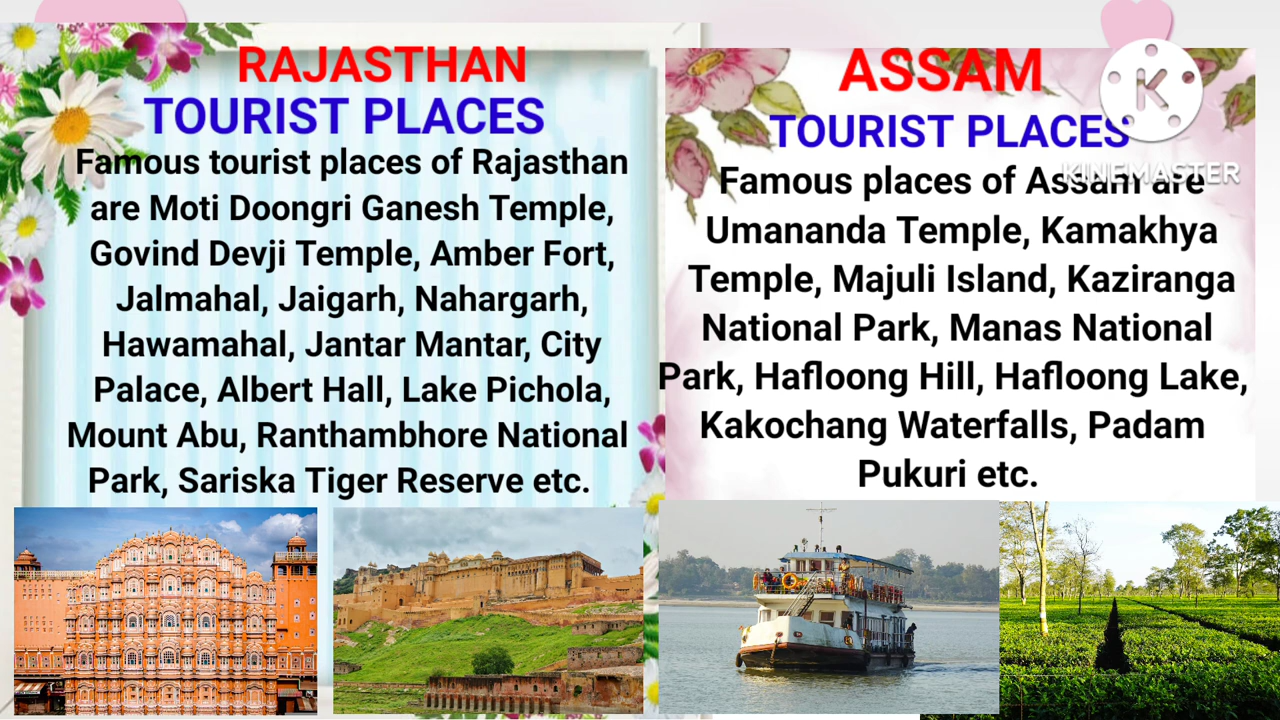 RAJASTHAN
TOURIST PLACES
Famous tourist places of Rajasthan
are Moti Doongri Ganesh Temple,
Govind Devji Temple, Amber Fort,
Jalmahal, Jaigarh, Nahargarh,
Hawamahal, Jantar Mantar, City
Palace, Albert Hall, Lake Pichola,
Mount Abu, Ranthambhore National
Park, Sariska Tiger Reserve etc.
ASSAM
TOURIST PLACES
Famous places of Assam are
Umananda Temple, Kamakhya
Temple, Majuli Island, Kaziranga
National Park, Manas National
Park, Hafloong Hill, Hafloong Lake,
Kakochang Waterfalls, Padam
Pukuri etc.
K
KINEMASTER